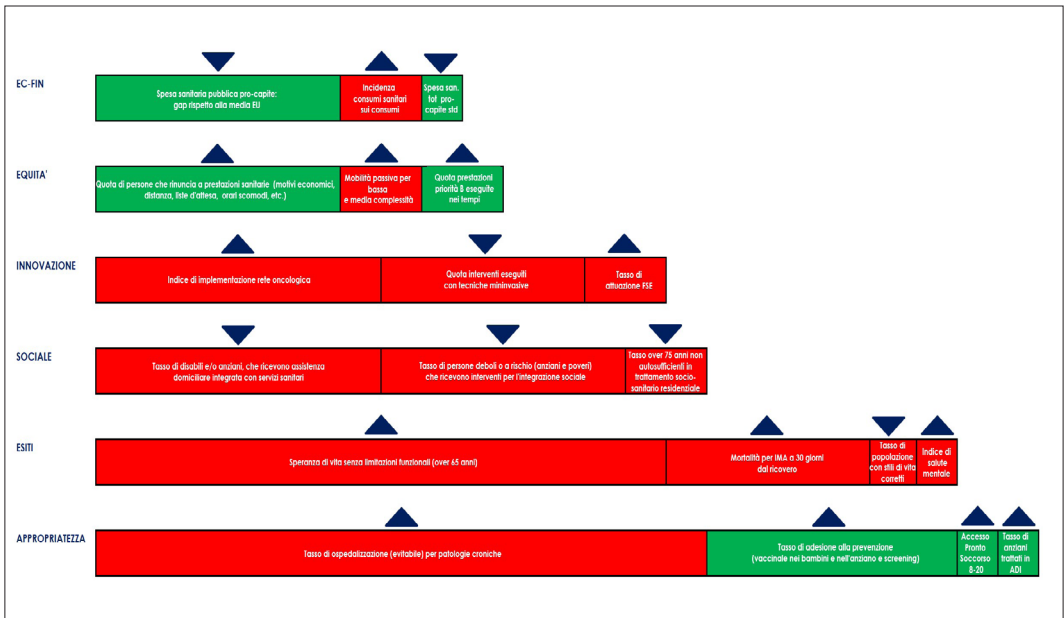 EC-FIN
Spesa sanitaria pubblica pro-capite:
gap rispetto alla media EU
Incidenza
consumi sanitari
sui consumi
Spesa san.
tot pro-
capite std
EQUITA'
Quota di persone che rinuncia a prestazioni sanitarie (motivi economici,
distanza, liste d'attesa, orari scomodi, etc.)
Mobilità passiva per
bassa
e media complessità
Quota prestazioni
priorità B eseguite
nei tempi
INNOVAZIONE
Indice di implementazione rete oncologica
Quota interventi eseguiti
con tecniche mininvasive
Tasso di
attuazione FSE
SOCIALE
Tasso di disabili e/o anziani, che ricevono assistenza
domiciliare integrata con servizi sanitari
Tasso di persone deboli o a rischio (anziani e poveri)
che ricevono interventi per l'integrazione sociale
Tasso over 75 anni non
autosufficienti in
trattamento socio-
sanitario residenziale
ESITI
Speranza di vita senza limitazioni funzionali (over 65 anni)
Mortalità per IMA a 30 giorni
dal ricovero
Tasso di
popolazione
con stili di vita
corretti
Indice di
salute
mentale
APPROPRIATEZZA
Tasso di ospedalizzazione (evitabile) per patologie croniche
Tasso di adesione alla prevenzione
(vaccinale nei bambini e nell'anziano e screening)
Accesso
Pronto
Soccorso
8-20
Tasso di
anziani
trattati in
ADI